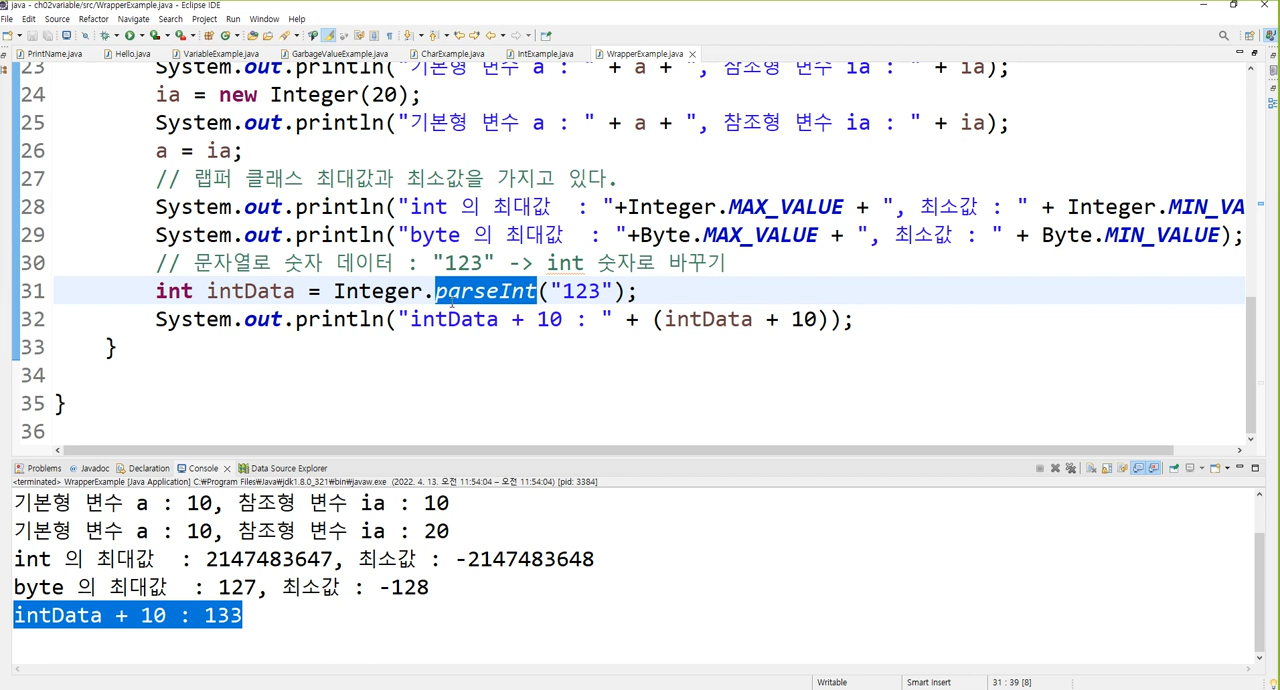 java - ch02variable/src/WrapperExample.java - Eclipse IDE
File Edit Source Refactor Navigate Search Project Run Window Help
PrintName.java Hello.java VariableExample.java GarbageValueExample.java CharExample.java IntExample.java WrapperExample.java
23 System.out.println("기본형 변수 a : " + a + ", 참조형 변수 ia : " + ia);
24 ia = new Integer(20);
25 System.out.println("기본형 변수 a : " + a + ", 참조형 변수 ia : " + ia);
26 a = ia;
27 // 랩퍼 클래스 최대값과 최소값을 가지고 있다.
28 System.out.println("int 의 최대값  : "+Integer.MAX_VALUE + ", 최소값 : " + Integer.MIN_VA
29 System.out.println("byte 의 최대값  : "+Byte.MAX_VALUE + ", 최소값 : " + Byte.MIN_VALUE);
30 // 문자열로 숫자 데이터 : "123" -> int 숫자로 바꾸기
31 int intData = Integer.parseInt("123");
32 System.out.println("intData + 10 : " + (intData + 10));
33 }
34
35 }
36
Problems Javadoc Declaration Console Data Source Explorer
<terminated> WrapperExample [Java Application] C:₩Program Files₩Java₩jdk1.8.0_321₩bin₩javaw.exe (2022. 4. 13. 오전 11:54:04 – 오전 11:54:04) [pid: 3384]
기본형 변수 a : 10, 참조형 변수 ia : 10
기본형 변수 a : 10, 참조형 변수 ia : 20
int 의 최대값  : 2147483647, 최소값 : -2147483648
byte 의 최대값  : 127, 최소값 : -128
intData + 10 : 133
Writable Smart Insert 31 : 39 [8]